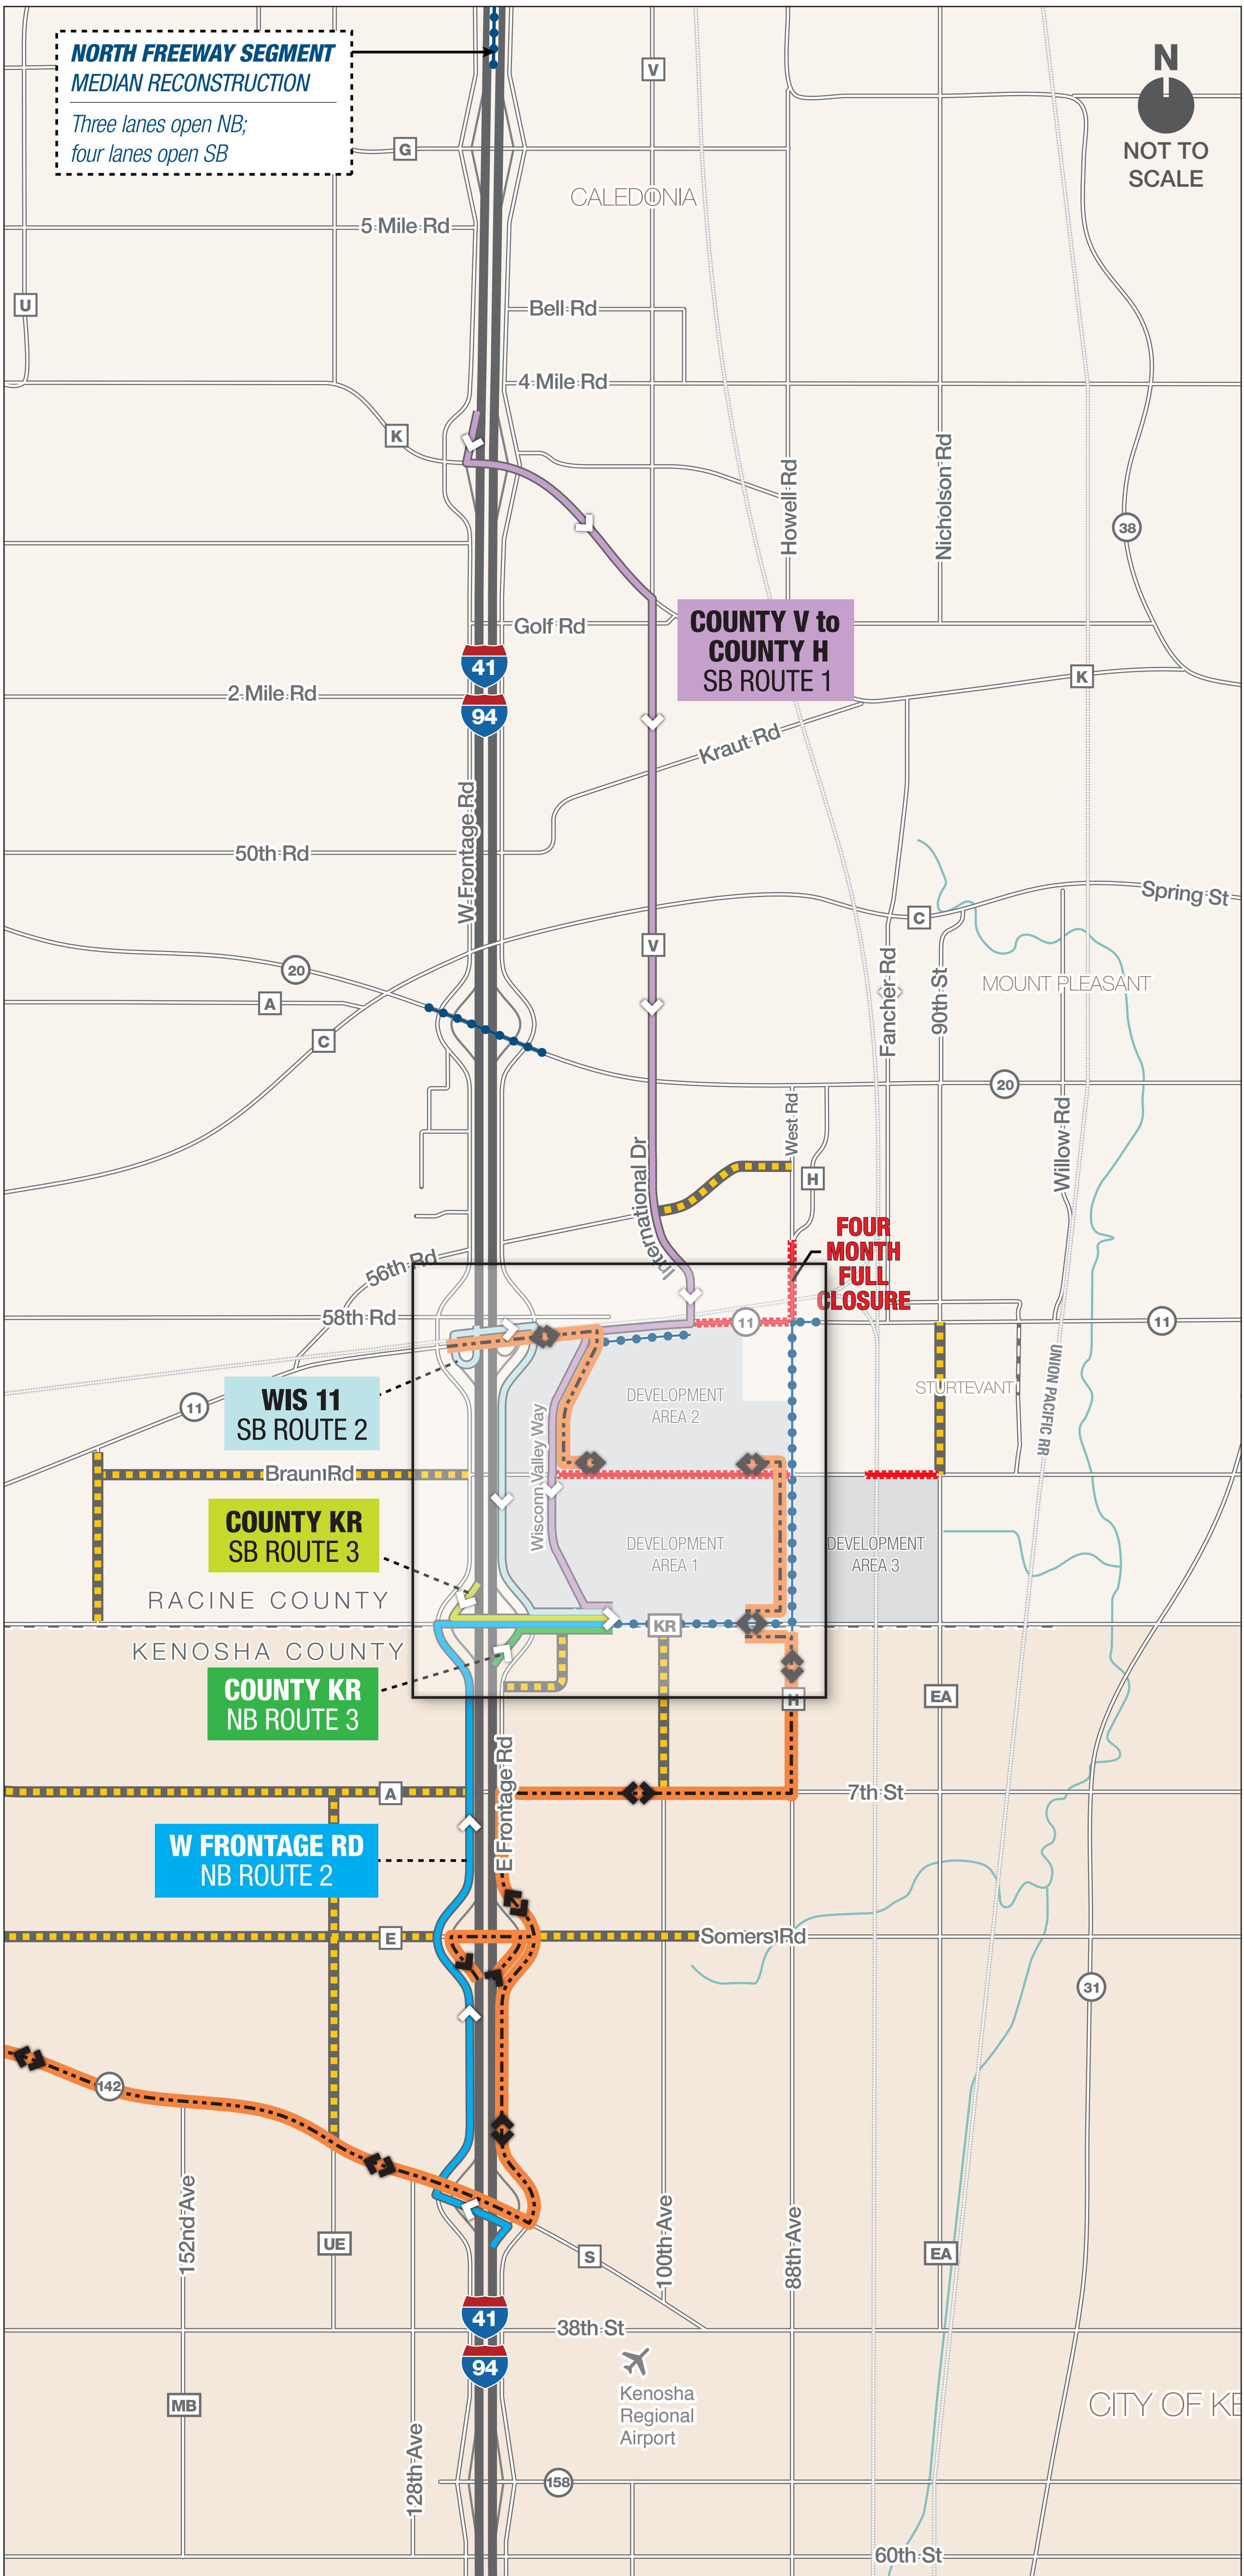 NORTH FREEWAY SEGMENT
MEDIAN RECONSTRUCTION
Three lanes open NB;
four lanes open SB
V
N
NOT TO
SCALE
G
CALEDONIA
5 Mile Rd
U
Bell Rd
4 Mile Rd
K
Howell Rd
Nicholson Rd
38
COUNTY V to
COUNTY H
SB ROUTE 1
Golf Rd
41
94
K
2 Mile Rd
Kraut Rd
W Frontage Rd
50th Rd
Spring St
C
V
20
A
C
Fancher Rd
90th St
MOUNT PLEASANT
20
West Rd
Willow Rd
International Dr
H
FOUR
MONTH
FULL
CLOSURE
56th Rd
58th Rd
11
11
UNION PACIFIC RR
WIS 11
SB ROUTE 2
11
DEVELOPMENT
AREA 2
STURTEVANT
Wisconn Valley Way
Braun Rd
COUNTY KR
SB ROUTE 3
DEVELOPMENT
AREA 1
DEVELOPMENT
AREA 3
RACINE COUNTY
KR
KENOSHA COUNTY
COUNTY KR
NB ROUTE 3
H
EA
E Frontage Rd
A
7th St
W FRONTAGE RD
NB ROUTE 2
E
Somers Rd
31
142
152nd Ave
UE
S
100th Ave
88th Ave
EA
41
94
38th St
Kenosha
Regional
Airport
MB
CITY OF KE
128th Ave
158
60th St